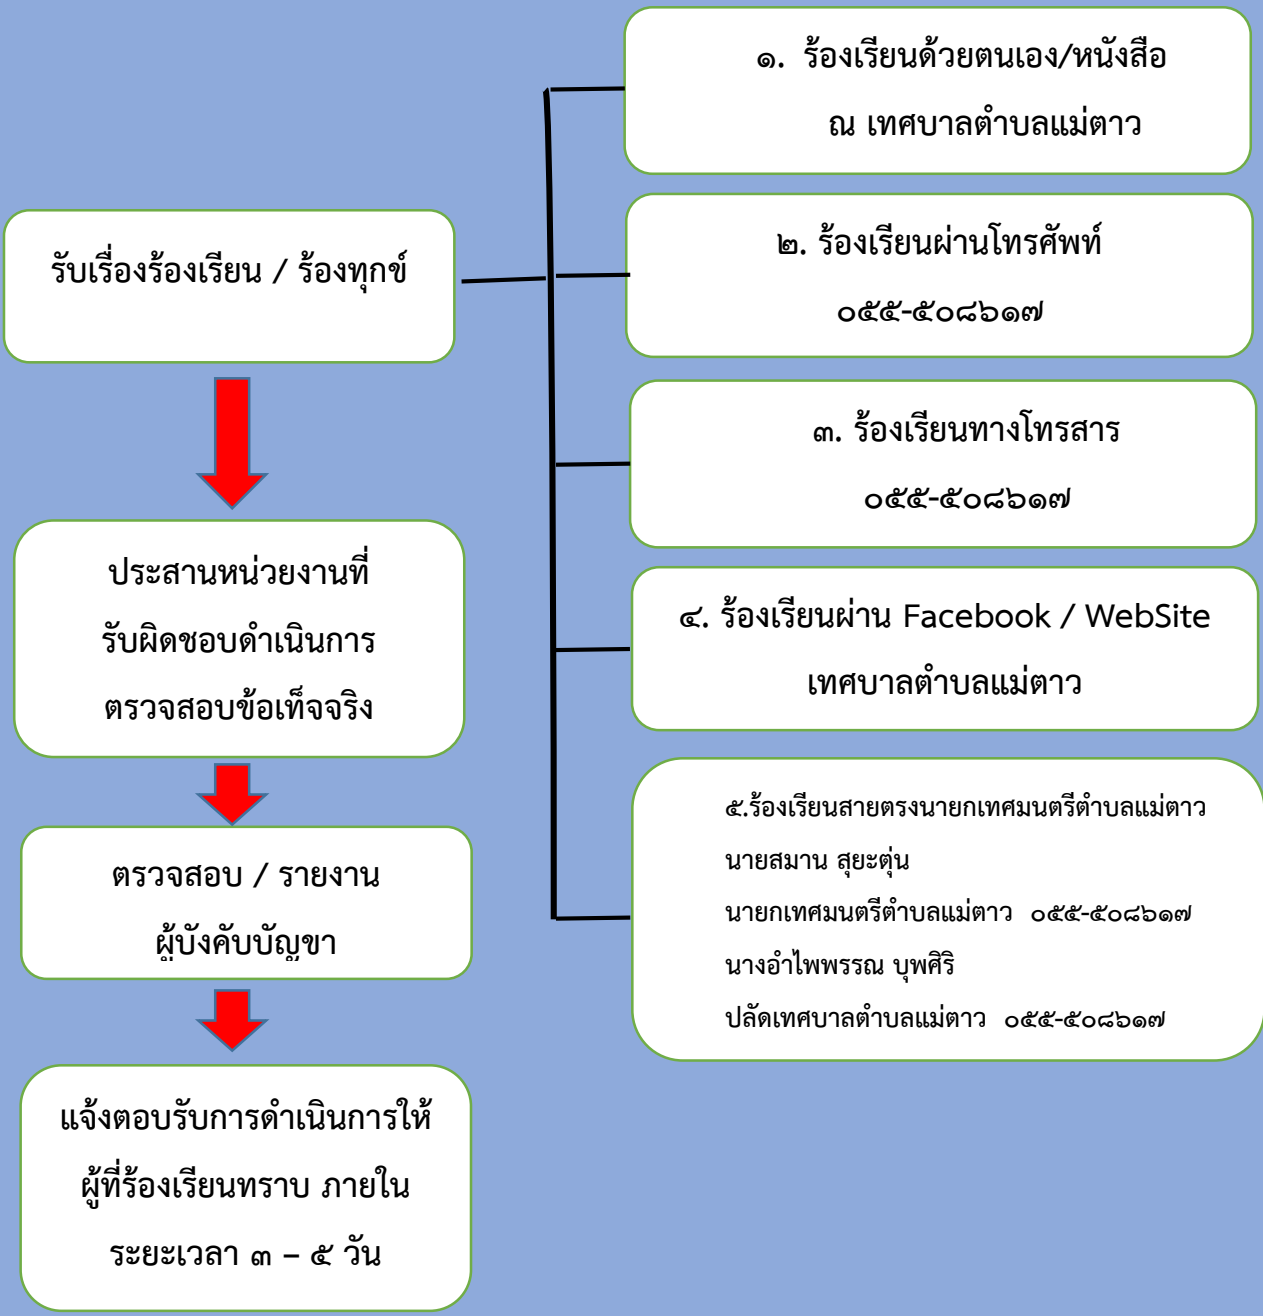 รับเรื่องร้องเรียน / ร้องทุกข์
ประสานหน่วยงานที่
รับผิดชอบดำเนินการ
ตรวจสอบข้อเท็จจริง
ตรวจสอบ / รายงาน
ผู้บังคับบัญชา
แจ้งตอบรับการดำเนินการให้
ผู้ที่ร้องเรียนทราบ ภายใน
ระยะเวลา ๓ – ๕ วัน
๑. ร้องเรียนด้วยตนเอง/หนังสือ
ณ เทศบาลตำบลแม่ตาว
๒. ร้องเรียนผ่านโทรศัพท์
๐๕๕-๕๐๘๖๑๗
๓. ร้องเรียนทางโทรสาร
๐๕๕-๕๐๘๖๑๗
๔. ร้องเรียนผ่าน Facebook / WebSite
เทศบาลตำบลแม่ตาว
๕.ร้องเรียนสายตรงนายกเทศมนตรีตำบลแม่ตาว
นายสมาน สุยะตุ่น
นายกเทศมนตรีตำบลแม่ตาว ๐๕๕-๕๐๘๖๑๗
นางอำไพพรรณ บุพศิริ
ปลัดเทศบาลตำบลแม่ตาว ๐๕๕-๕๐๘๖๑๗